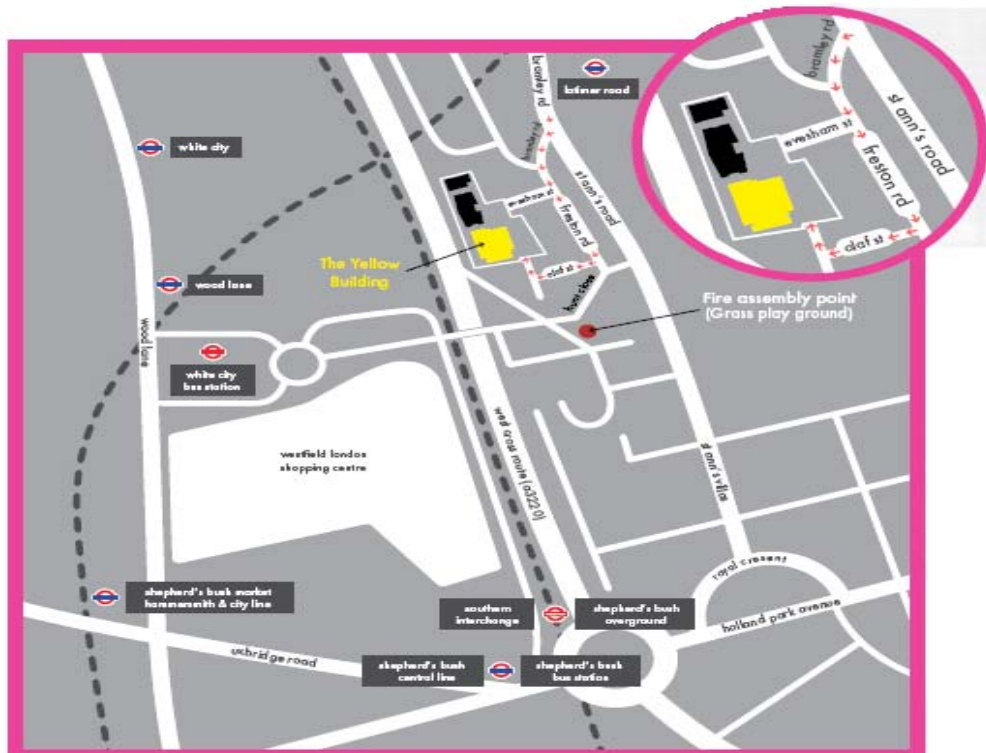 bramley rd
latimer road
white city
bramley rd
st ann's road
evesham st
freston rd
The Yellow
Building
olaf st
hunt close
wood lane
Fire assembly point
(Grass play ground)
wood lane
white city
bus station
westfield london
shopping centre
west cross route (a3220)
st ann's villas
royal crescent
shepherd's bush market
hammersmith & city line
southern
interchange
shepherd's bush
overground
holland park avenue
uxbridge road
shepherd's bush
central line
shepherd's bush
bus station
bramley rd
st ann's road
evesham st
freston rd
olaf st